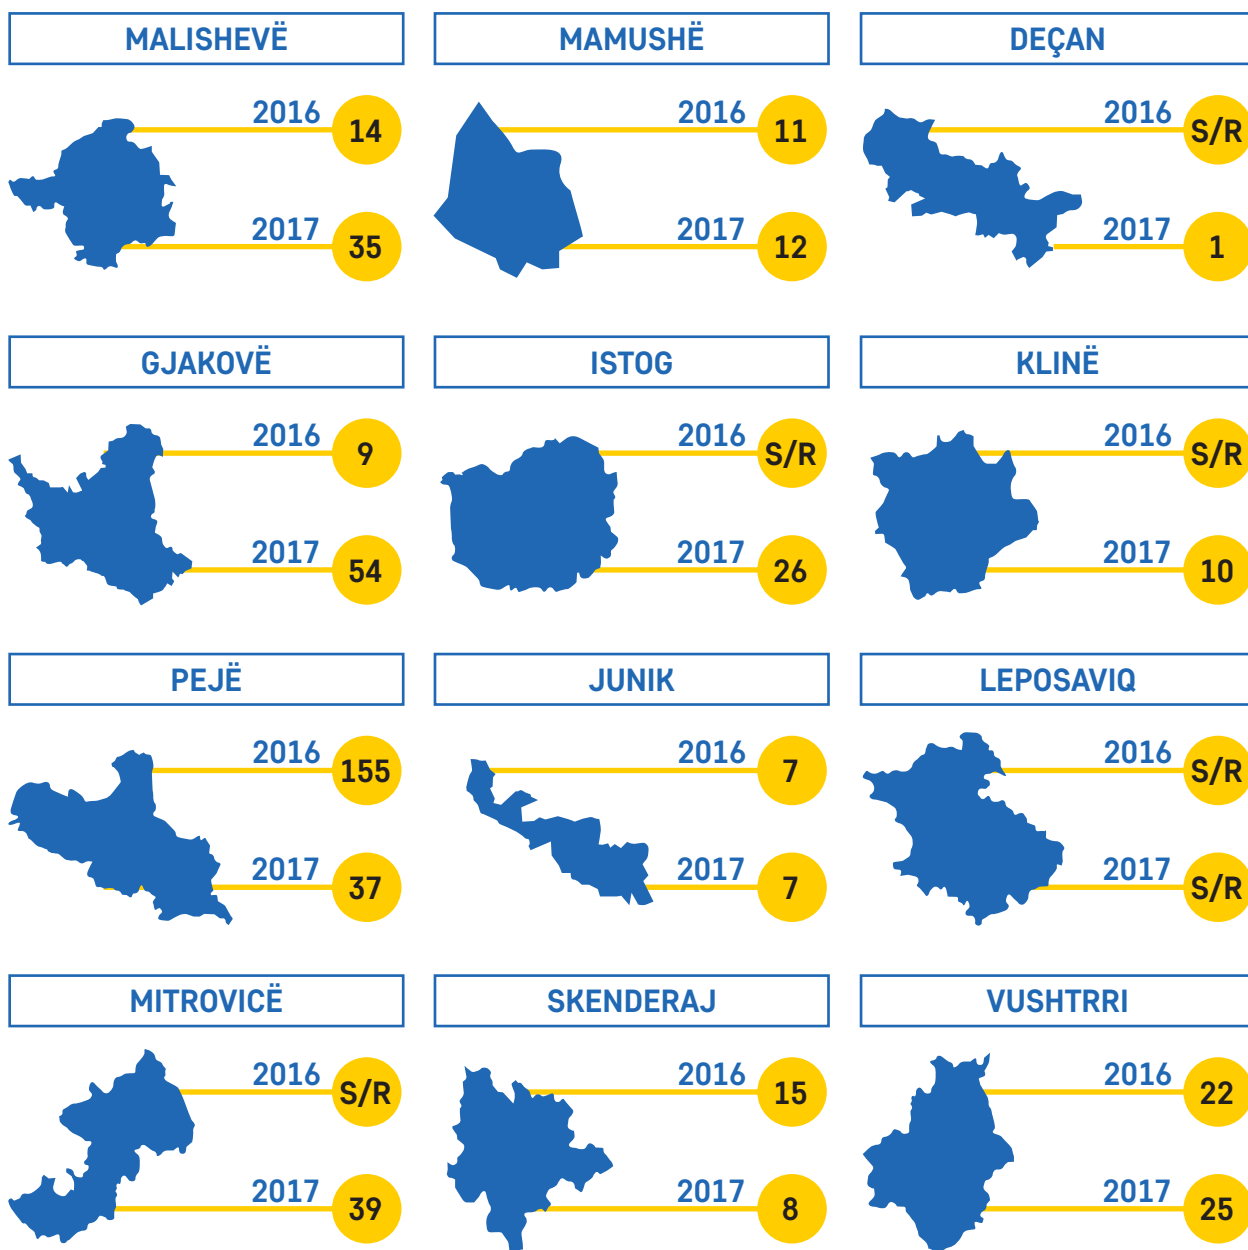 MALISHEVË
2016
14
2017
35
MAMUSHË
2016
11
2017
12
DEÇAN
2016
S/R
2017
1
GJAKOVË
2016
9
2017
54
ISTOG
2016
S/R
2017
26
KLINË
2016
S/R
2017
10
PEJË
2016
155
2017
37
JUNIK
2016
7
2017
7
LEPOSAVIQ
2016
S/R
2017
S/R
MITROVICË
2016
S/R
2017
39
SKENDERAJ
2016
15
2017
8
VUSHTRRI
2016
22
2017
25